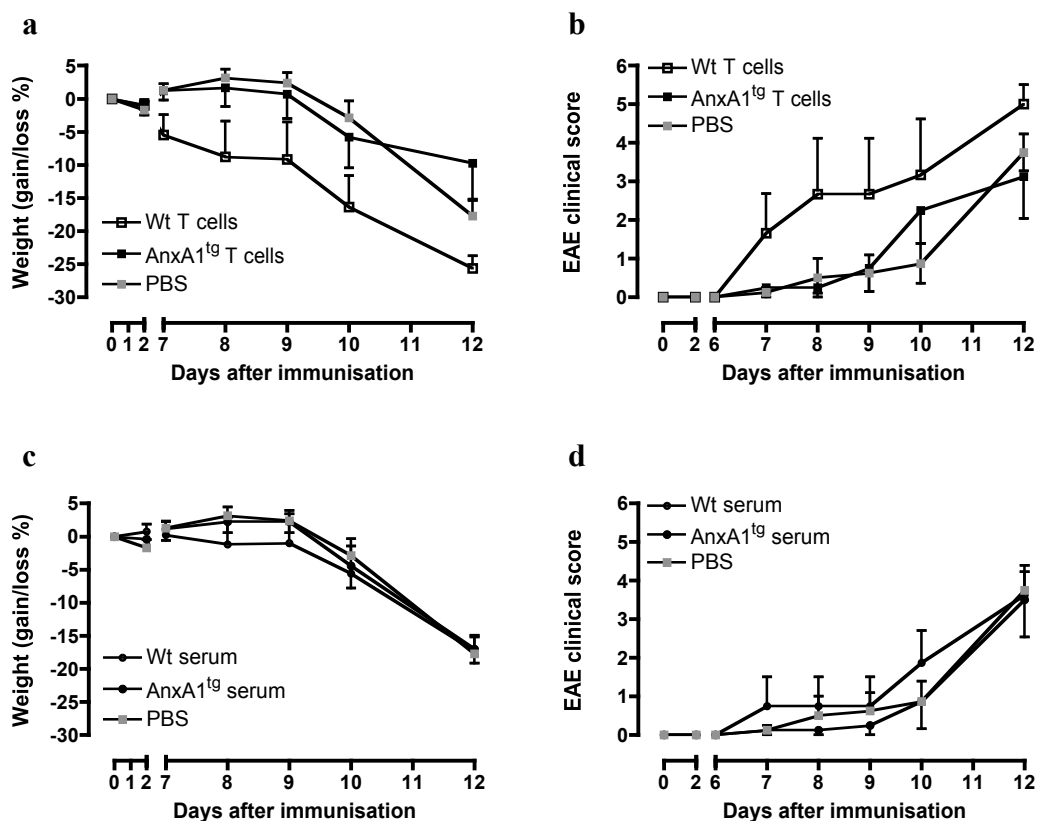 a
Weight (gain/loss %)
5
0
-5
-10
-15
-20
-25
-30
Wt T cells
AnxA1tg T cells
PBS
0 1 2 7 8 9 10 11 12
Days after immunisation
b
EAE clinical score
6
5
4
3
2
1
0
Wt T cells
AnxA1tg T cells
PBS
0 2 6 7 8 9 10 11 12
Days after immunisation
c
Weight (gain/loss %)
5
0
-5
-10
-15
-20
-25
-30
Wt serum
AnxA1tg serum
PBS
0 1 2 7 8 9 10 11 12
Days after immunisation
d
EAE clinical score
6
5
4
3
2
1
0
Wt serum
AnxA1tg serum
PBS
0 2 6 7 8 9 10 11 12
Days after immunisation